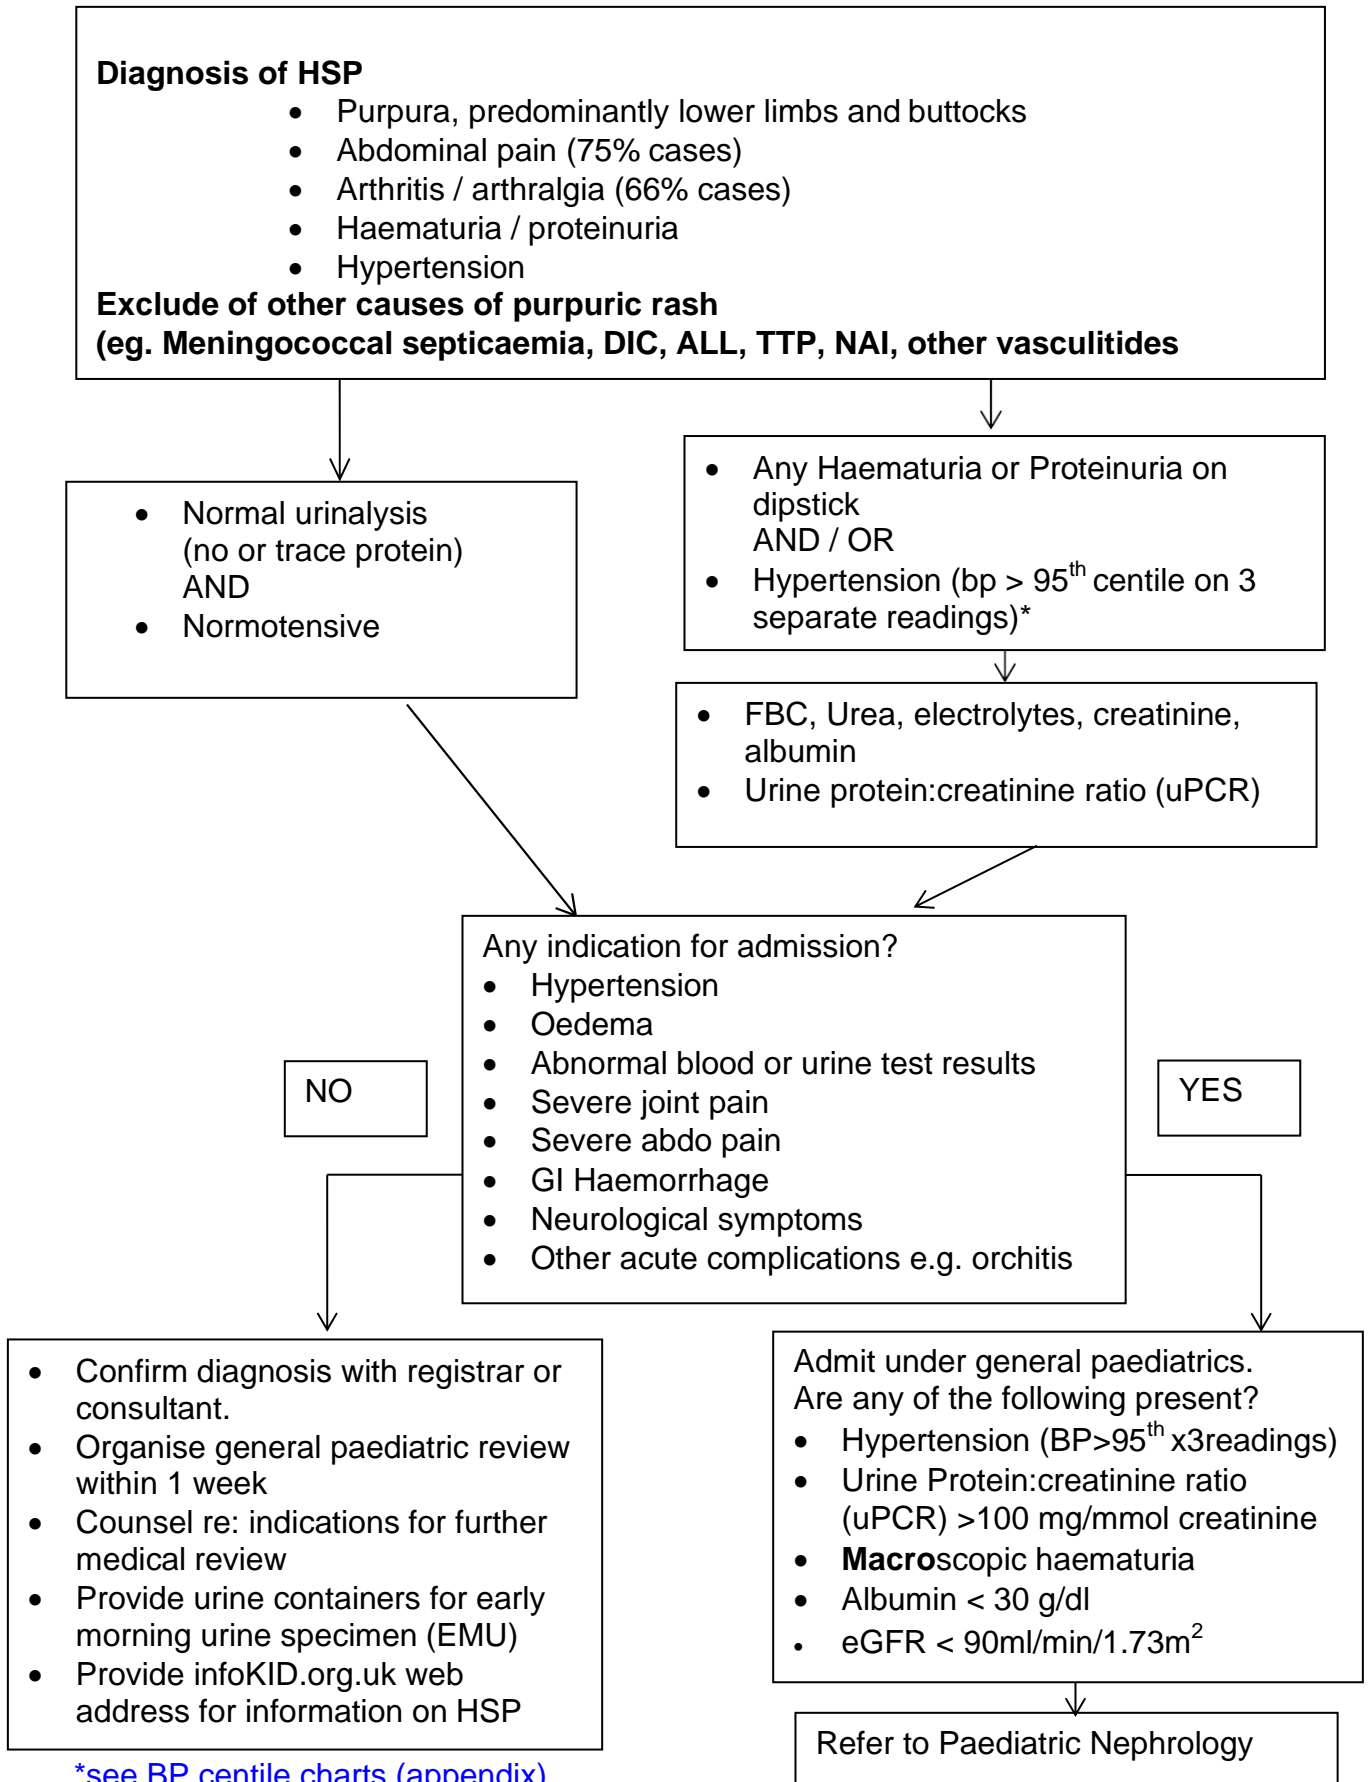 Diagnosis of HSP
• Purpura, predominantly lower limbs and buttocks
• Abdominal pain (75% cases)
• Arthritis / arthralgia (66% cases)
• Haematuria / proteinuria
• Hypertension
Exclude of other causes of purpuric rash
(eg. Meningococcal septicaemia, DIC, ALL, TTP, NAI, other vasculitides
• Normal urinalysis
(no or trace protein)
AND
• Normotensive
• Any Haematuria or Proteinuria on
dipstick
AND / OR
• Hypertension (bp > 95th centile on 3
separate readings)*
• FBC, Urea, electrolytes, creatinine,
albumin
• Urine protein:creatinine ratio (uPCR)
Any indication for admission?
• Hypertension
• Oedema
• Abnormal blood or urine test results
• Severe joint pain
• Severe abdo pain
• GI Haemorrhage
• Neurological symptoms
• Other acute complications e.g. orchitis
NO
YES
• Confirm diagnosis with registrar or
consultant.
• Organise general paediatric review
within 1 week
• Counsel re: indications for further
medical review
• Provide urine containers for early
morning urine specimen (EMU)
• Provide infoKID.org.uk web
address for information on HSP
Admit under general paediatrics.
Are any of the following present?
• Hypertension (BP>95th x3readings)
• Urine Protein:creatinine ratio
(uPCR) >100 mg/mmol creatinine
• Macroscopic haematuria
• Albumin < 30 g/dl
• eGFR < 90ml/min/1.73m²
Refer to Paediatric Nephrology
*see BP centile charts (appendix)